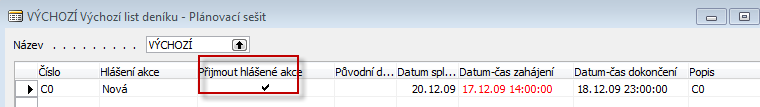 VÝCHOZÍ Výchozí list deníku - Plánovací sešit
Název . . . . . . . . . VÝCHOZÍ
Číslo Hlášení akce Přijmout hlášené akce Původní d... Datum spl... Datum-čas zahájení Datum-čas dokončení Popis
C0 Nová ✔ 20.12.09 17.12.09 14:00:00 18.12.09 23:00:00 C0